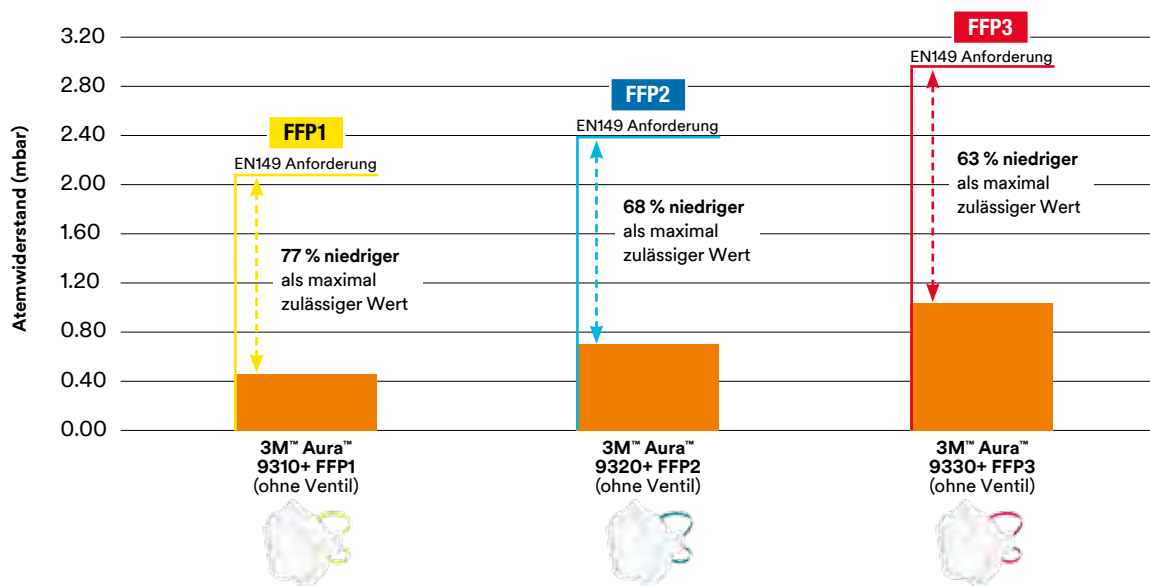 Atemwiderstand (mbar)
3.20
2.80
2.40
2.00
1.60
1.20
0.80
0.40
0.00
FFP1
EN149 Anforderung
77 % niedriger
als maximal
zulässiger Wert
FFP2
EN149 Anforderung
68 % niedriger
als maximal
zulässiger Wert
FFP3
EN149 Anforderung
63 % niedriger
als maximal
zulässiger Wert
3M™ Aura™
9310+ FFP1
(ohne Ventil)
3M™ Aura™
9320+ FFP2
(ohne Ventil)
3M™ Aura™
9330+ FFP3
(ohne Ventil)